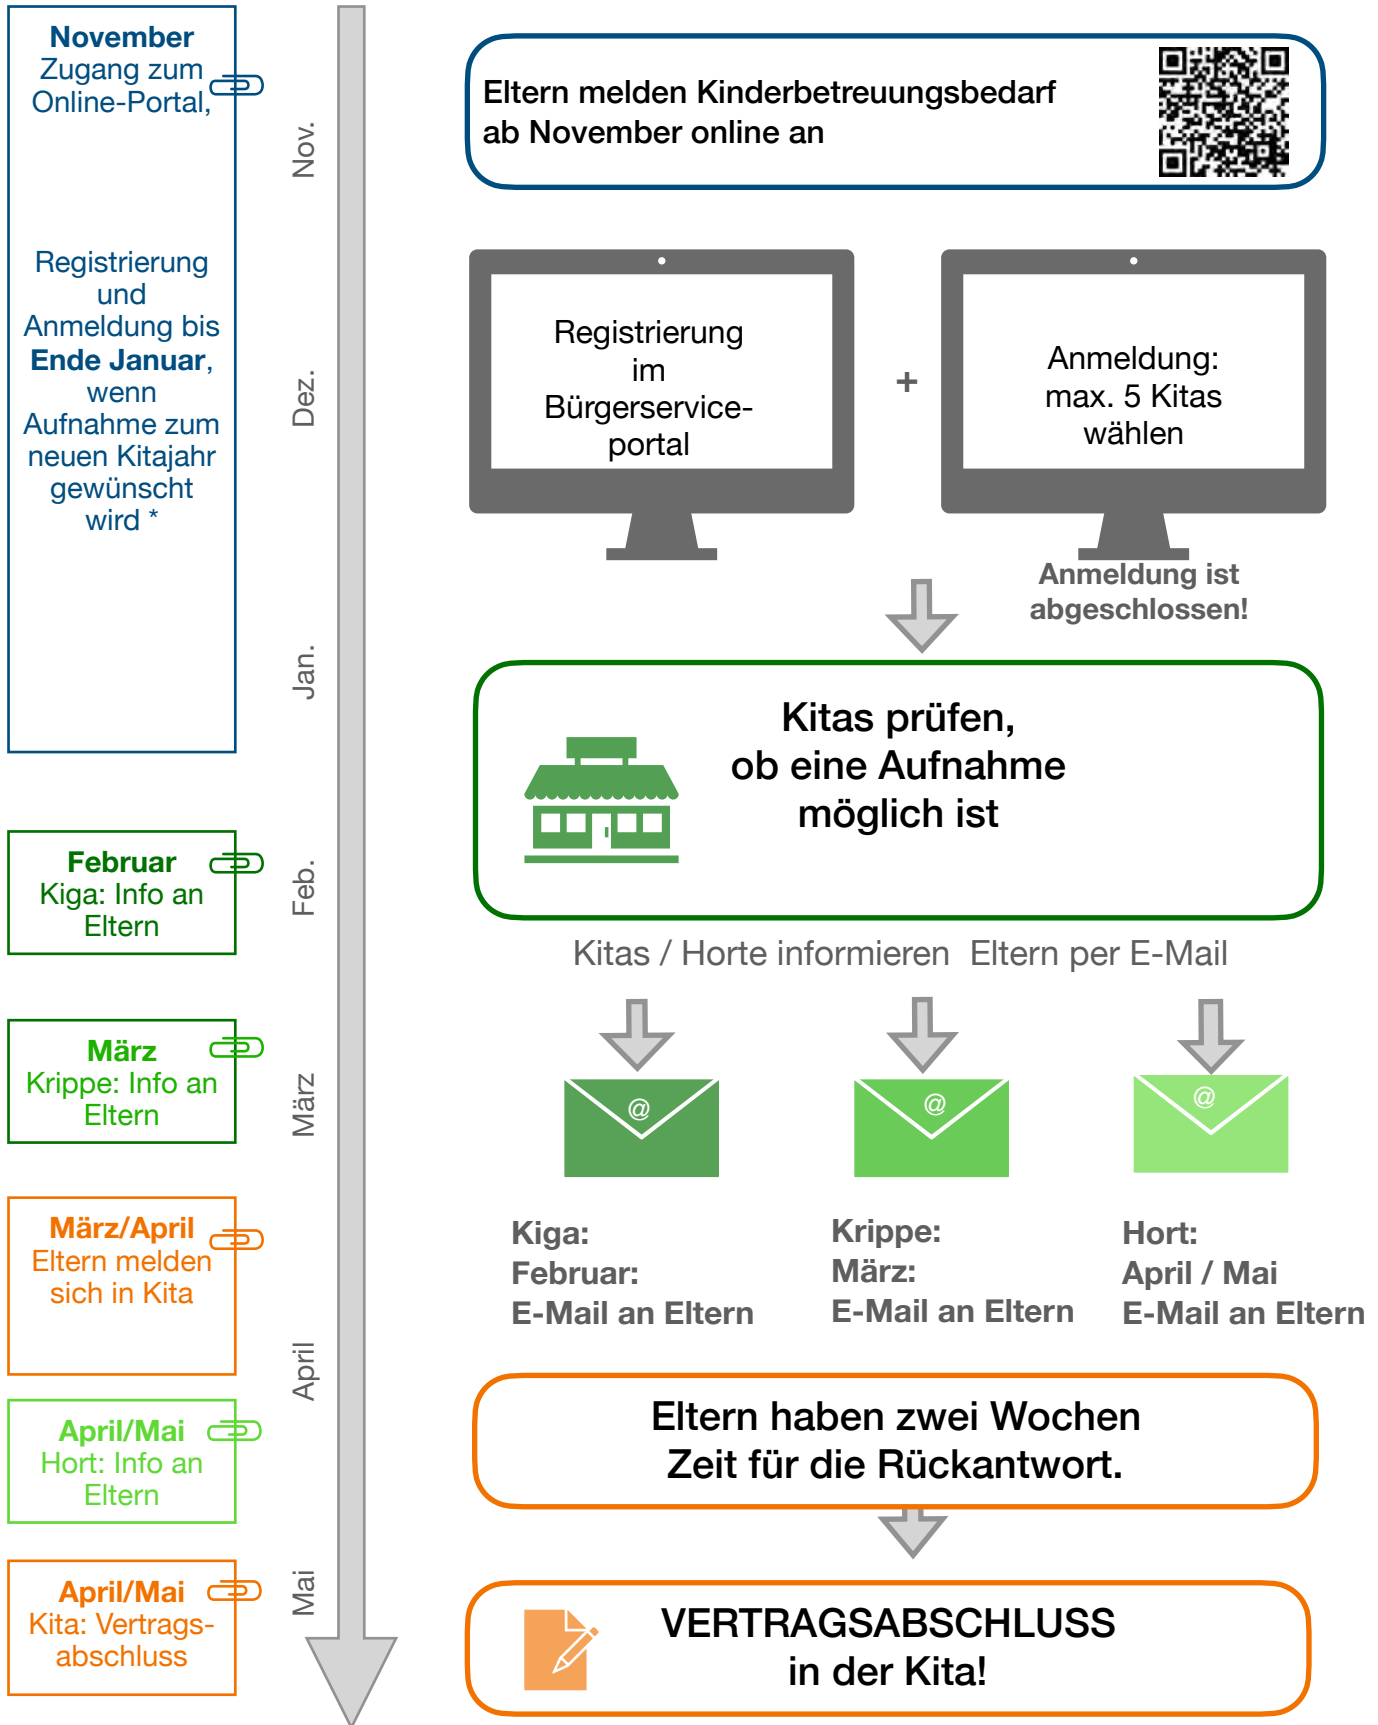 November
Zugang zum
Online-Portal,
Registrierung
und
Anmeldung bis
Ende Januar,
wenn
Aufnahme zum
neuen Kitajahr
gewünscht
wird *
Februar
Kiga: Info an
Eltern
März
Krippe: Info an
Eltern
März/April
Eltern melden
sich in Kita
April/Mai
Hort: Info an
Eltern
April/Mai
Kita: Vertrags-
abschluss
Nov.
Dez.
Jan.
Feb.
März
April
Mai
Eltern melden Kinderbetreuungsbedarf
ab November online an
Registrierung
im
Bürgerservice-
portal
+
Anmeldung:
max. 5 Kitas
wählen
Anmeldung ist
abgeschlossen!
Kitas prüfen,
ob eine Aufnahme
möglich ist
Kitas / Horte informieren Eltern per E-Mail
@
@
@
Kiga:
Februar:
E-Mail an Eltern
Krippe:
März:
E-Mail an Eltern
Hort:
April / Mai
E-Mail an Eltern
Eltern haben zwei Wochen
Zeit für die Rückantwort.
VERTRAGSABSCHLUSS
in der Kita!